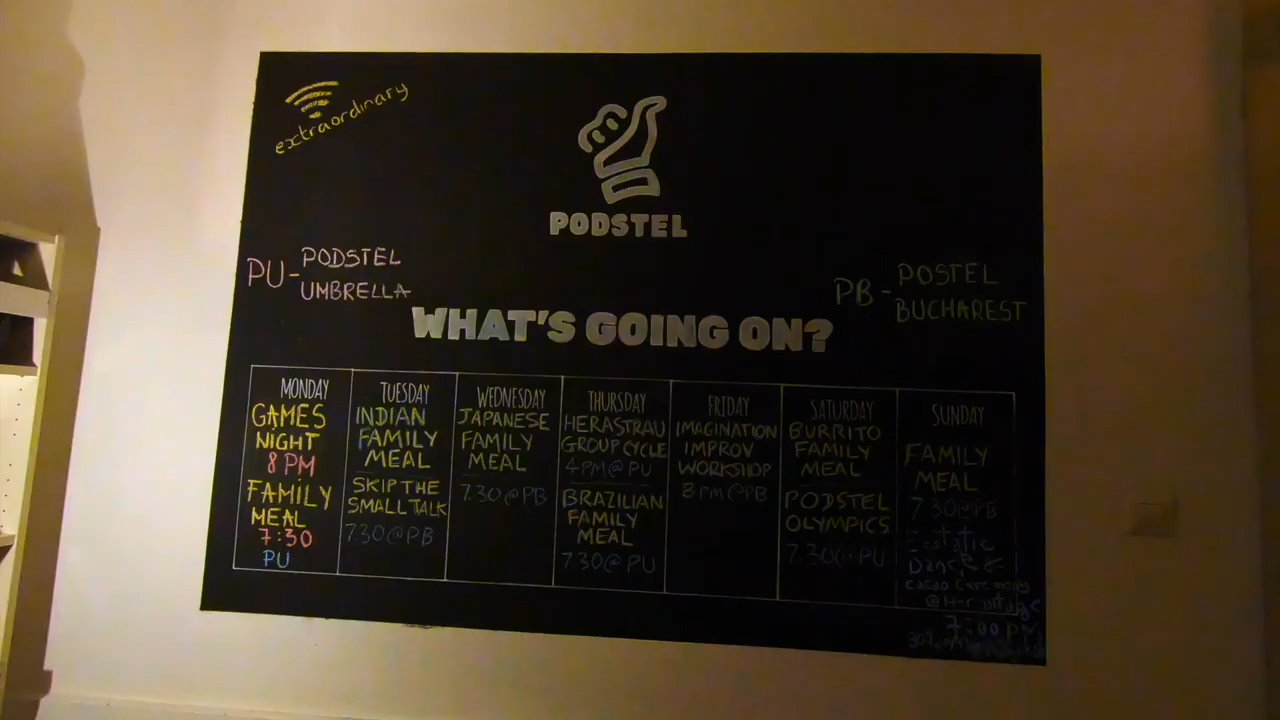 extraordinary
PODSTEL
PU - PODSTEL
UMBRELLA
PB - POSTEL
BUCHAREST
WHAT'S GOING ON?
MONDAY
GAMES
NIGHT
8 PM
FAMILY
MEAL
7:30
PU
TUESDAY
INDIAN
FAMILY
MEAL
SKIP THE
SMALL TALK
7.30@PB
WEDNESDAY
JAPANESE
FAMILY
MEAL
7.30@PB
THURSDAY
HERASTRAU
GROUP CYCLE
4PM@PU
BRAZILIAN
FAMILY
MEAL
730@PU
FRIDAY
IMAGINATION
IMPROV
WORKSHOP
8pm@PB
SATURDAY
BURRITO
FAMILY
MEAL
PODSTEL
OLYMPICS
7.30@PU
SUNDAY
FAMILY
MEAL
7.30@PB
Ecstatic
Dance &
cacao Ceremony
7:00 pm